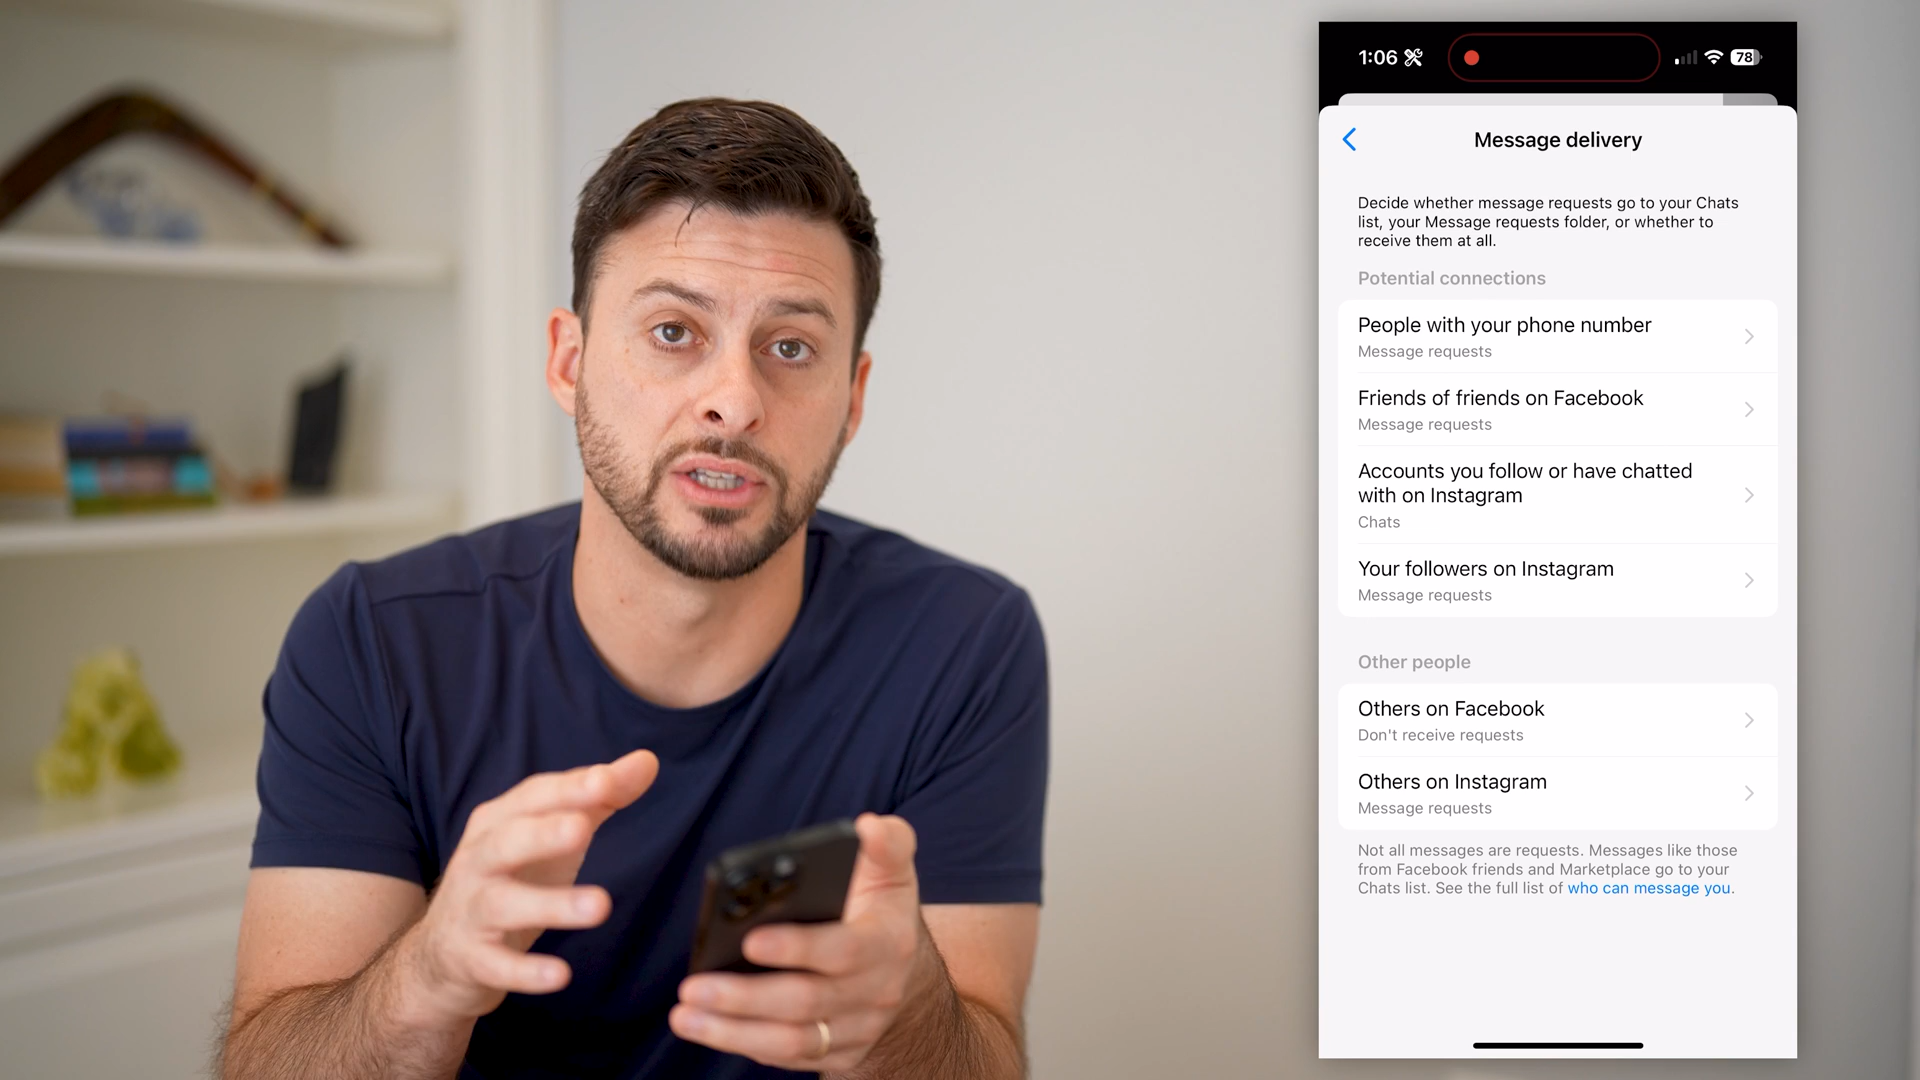 1:06
78
Message delivery
Decide whether message requests go to your Chats
list, your Message requests folder, or whether to
receive them at all.
Potential connections
People with your phone number
Message requests
Friends of friends on Facebook
Message requests
Accounts you follow or have chatted
with on Instagram
Chats
Your followers on Instagram
Message requests
Other people
Others on Facebook
Don't receive requests
Others on Instagram
Message requests
Not all messages are requests. Messages like those
from Facebook friends and Marketplace go to your
Chats list. See the full list of who can message you.